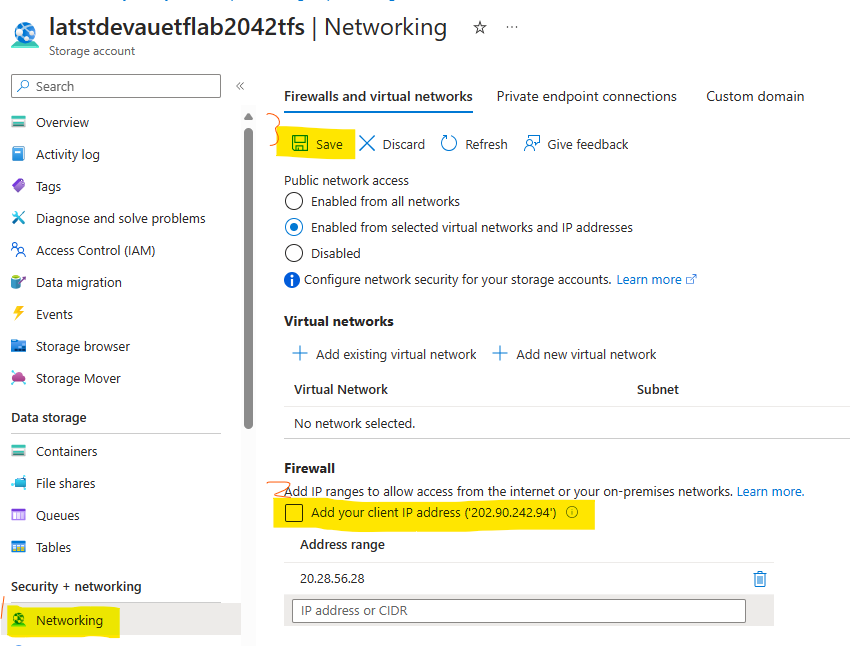 latstdevauetflab2042tfs | Networking
Storage account
Search
Overview
Activity log
Tags
Diagnose and solve problems
Access Control (IAM)
Data migration
Events
Storage browser
Storage Mover
Data storage
Containers
File shares
Queues
Tables
Security + networking
1 Networking
Firewalls and virtual networks Private endpoint connections Custom domain
3 Save Discard Refresh Give feedback
Public network access
Enabled from all networks
Enabled from selected virtual networks and IP addresses
Disabled
Configure network security for your storage accounts. Learn more
Virtual networks
Add existing virtual network Add new virtual network
Virtual Network Subnet
No network selected.
Firewall
2 Add IP ranges to allow access from the internet or your on-premises networks. Learn more.
Add your client IP address ('202.90.242.94')
Address range
20.28.56.28
IP address or CIDR